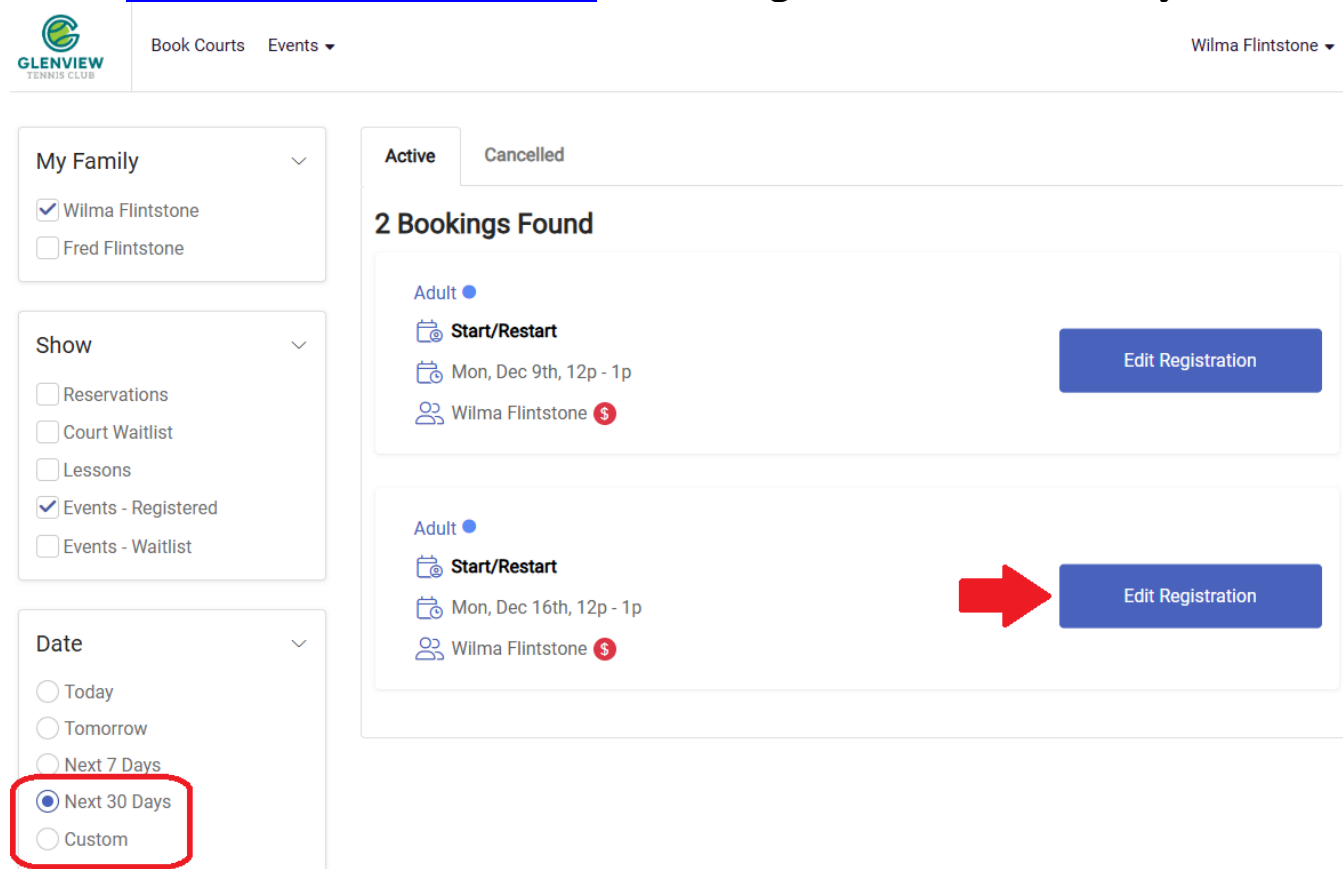 GLENVIEW
TENNIS CLUB
Book Courts
Events
Wilma Flintstone
My Family
Wilma Flintstone
Fred Flintstone
Show
Reservations
Court Waitlist
Lessons
Events - Registered
Events - Waitlist
Date
Today
Tomorrow
Next 7 Days
Next 30 Days
Custom
Active
Cancelled
2 Bookings Found
Adult
Start/Restart
Mon, Dec 9th, 12p - 1p
Wilma Flintstone $
Edit Registration
Adult
Start/Restart
Mon, Dec 16th, 12p - 1p
Wilma Flintstone $
Edit Registration